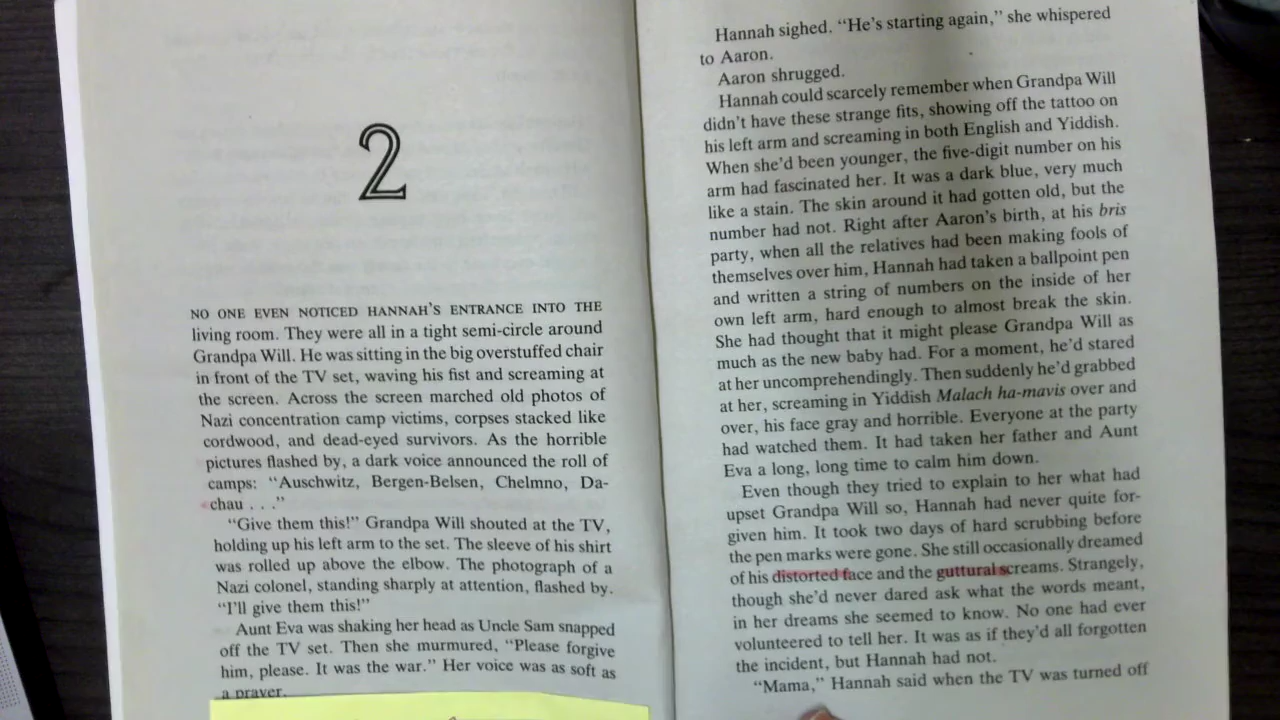 2
NO ONE EVEN NOTICED HANNAH'S ENTRANCE INTO THE
living room. They were all in a tight semi-circle around
Grandpa Will. He was sitting in the big overstuffed chair
in front of the TV set, waving his fist and screaming at
the screen. Across the screen marched old photos of
Nazi concentration camp victims, corpses stacked like
cordwood, and dead-eyed survivors. As the horrible
pictures flashed by, a dark voice announced the roll of
camps: "Auschwitz, Bergen-Belsen, Chelmno, Da-
chau . . ."
"Give them this!" Grandpa Will shouted at the TV,
holding up his left arm to the set. The sleeve of his shirt
was rolled up above the elbow. The photograph of a
Nazi colonel, standing sharply at attention, flashed by.
"I'll give them this!"
Aunt Eva was shaking her head as Uncle Sam snapped
off the TV set. Then she murmured, "Please forgive
him, please. It was the war." Her voice was as soft as
a prayer.
Hannah sighed. "He's starting again," she whispered
to Aaron.
Aaron shrugged.
Hannah could scarcely remember when Grandpa Will
didn't have these strange fits, showing off the tattoo on
his left arm and screaming in both English and Yiddish.
When she'd been younger, the five-digit number on his
arm had fascinated her. It was a dark blue, very much
like a stain. The skin around it had gotten old, but the
number had not. Right after Aaron's birth, at his bris
party, when all the relatives had been making fools of
themselves over him, Hannah had taken a ballpoint pen
and written a string of numbers on the inside of her
own left arm, hard enough to almost break the skin.
She had thought that it might please Grandpa Will as
much as the new baby had. For a moment, he'd stared
at her uncomprehendingly. Then suddenly he'd grabbed
at her, screaming in Yiddish Malach ha-mavis over and
over, his face gray and horrible. Everyone at the party
had watched them. It had taken her father and Aunt
Eva a long, long time to calm him down.
Even though they tried to explain to her what had
upset Grandpa Will so, Hannah had never quite for-
given him. It took two days of hard scrubbing before
the pen marks were gone. She still occasionally dreamed
of his distorted face and the guttural screams. Strangely,
though she'd never dared ask what the words meant,
in her dreams she seemed to know. No one had ever
volunteered to tell her. It was as if they'd all forgotten
the incident, but Hannah had not.
"Mama," Hannah said when the TV was turned off